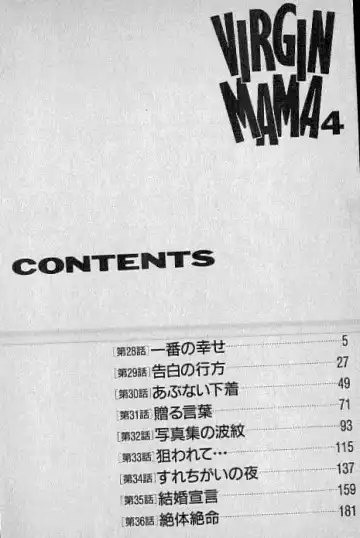 VIRGIN
MAMA4
CONTENTS
[第28話]一番の幸せ 5
[第29話]告白の行方 27
[第30話]あぶない下着 49
[第31話]贈る言葉 71
[第32話]写真集の波紋 93
[第33話]狙われて… 115
[第34話]すれちがいの夜 137
[第35話]結婚宣言 159
[第36話]絶体絶命 181